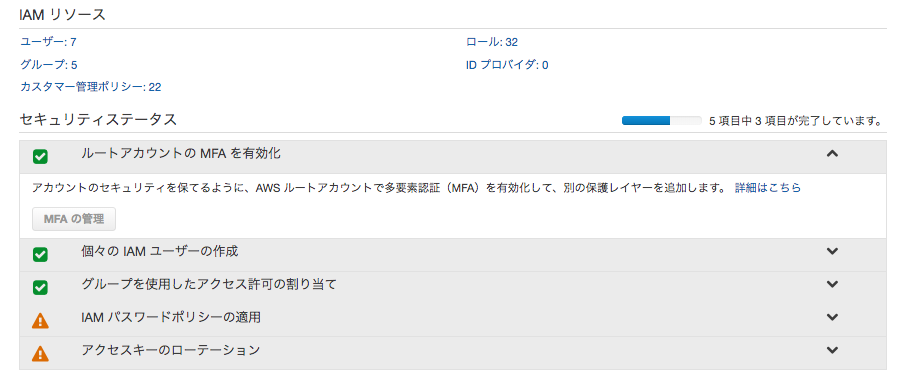 IAM リソース
ユーザー: 7
ロール: 32
グループ: 5
ID プロバイダ: 0
カスタマー管理ポリシー: 22
セキュリティステータス
5 項目中 3 項目が完了しています。
ルートアカウントの MFA を有効化
アカウントのセキュリティを保てるように、AWS ルートアカウントで多要素認証（MFA）を有効化して、別の保護レイヤーを追加します。 詳細はこちら
MFA の管理
個々の IAM ユーザーの作成
グループを使用したアクセス許可の割り当て
IAM パスワードポリシーの適用
アクセスキーのローテーション